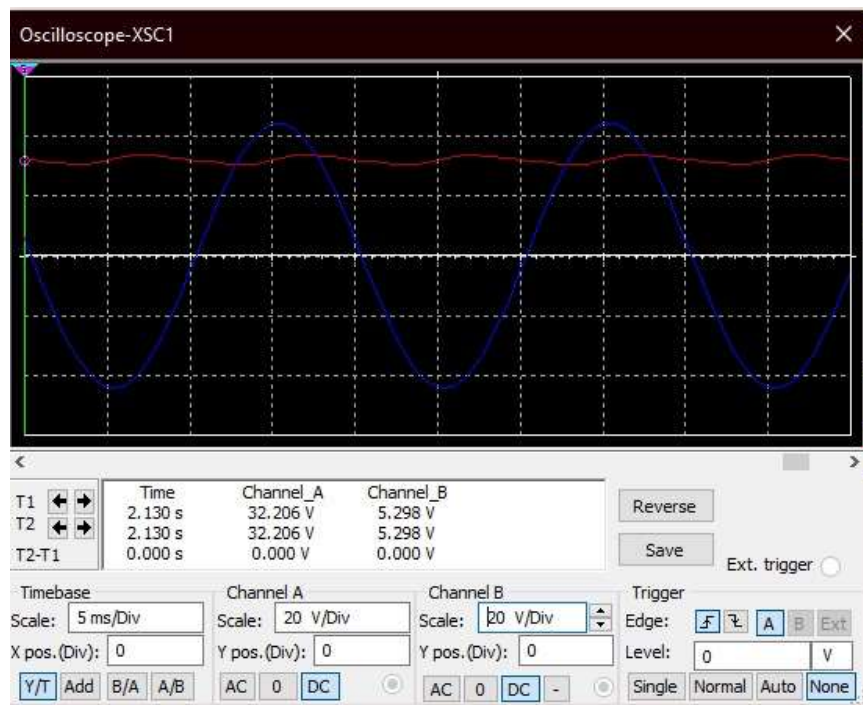 Oscilloscope-XSC1
Time Channel_A Channel_B
T1 2.130 s 32.206 V 5.298 V
T2 2.130 s 32.206 V 5.298 V
T2-T1 0.000 s 0.000 V 0.000 V
Reverse
Save
Ext. trigger
Timebase Channel A Channel B Trigger
Scale: 5 ms/Div Scale: 20 V/Div Scale: 20 V/Div Edge: A B Ext
X pos.(Div): 0 Y pos.(Div): 0 Y pos.(Div): 0 Level: 0 V
Y/T Add B/A A/B AC 0 DC AC 0 DC - Single Normal Auto None